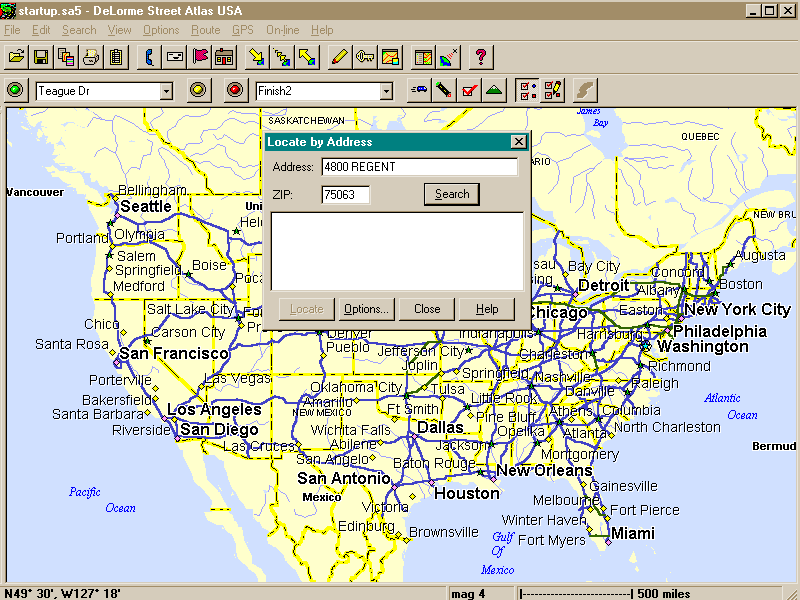 startup.sa5 - DeLorme Street Atlas USA
File Edit Search View Options Route GPS On-line Help
Teague Dr
Finish2
SASKATCHEWAN
James
Bay
QUEBEC
Locate by Address
ARIO
Address: 4800 REGENT
ZIP: 75063 Search
Locate Options... Close Help
Vancouver
Bellingham
Seattle
Uni
NEW BRU
Portland
Olympia
Hel
Salem
Springfield
Boise
Medford
Poca
Augusta
sau
Bay City
Concord
sing
Detroit
Albany
Boston
Salt Lake City
For
Chicago
Easton
New York City
Chico
Carson City
Pr
Denver
Indianapolis
Harrisburg
Philadelphia
Santa Rosa
San Francisco
Pueblo
Jefferson City
Charleston
Washington
Joplin
Richmond
Porterville
Las Vegas
Oklahoma City
Springfield
Nashville
Raleigh
Bakersfield
Amarillo
Tulsa
Little Rock
Danville
Atlantic
Ocean
Santa Barbara
Los Angeles
NEW MEXICO
Ft Smith
Pine Bluff
Athens
Columbia
Riverside
San Diego
Wichita Falls
Dallas
Opelika
Atlanta
North Charleston
Las Cruces
Abilene
Jackson
Montgomery
Bermud
San Angelo
Baton Rouge
New Orleans
San Antonio
Gainesville
Pacific
Ocean
Mexico
Houston
Melbourne
Fort Pierce
Victoria
Winter Haven
Edinburg
Brownsville
Gulf
Of
Mexico
Fort Myers
Miami
N49° 30', W127° 18' mag 4 500 miles